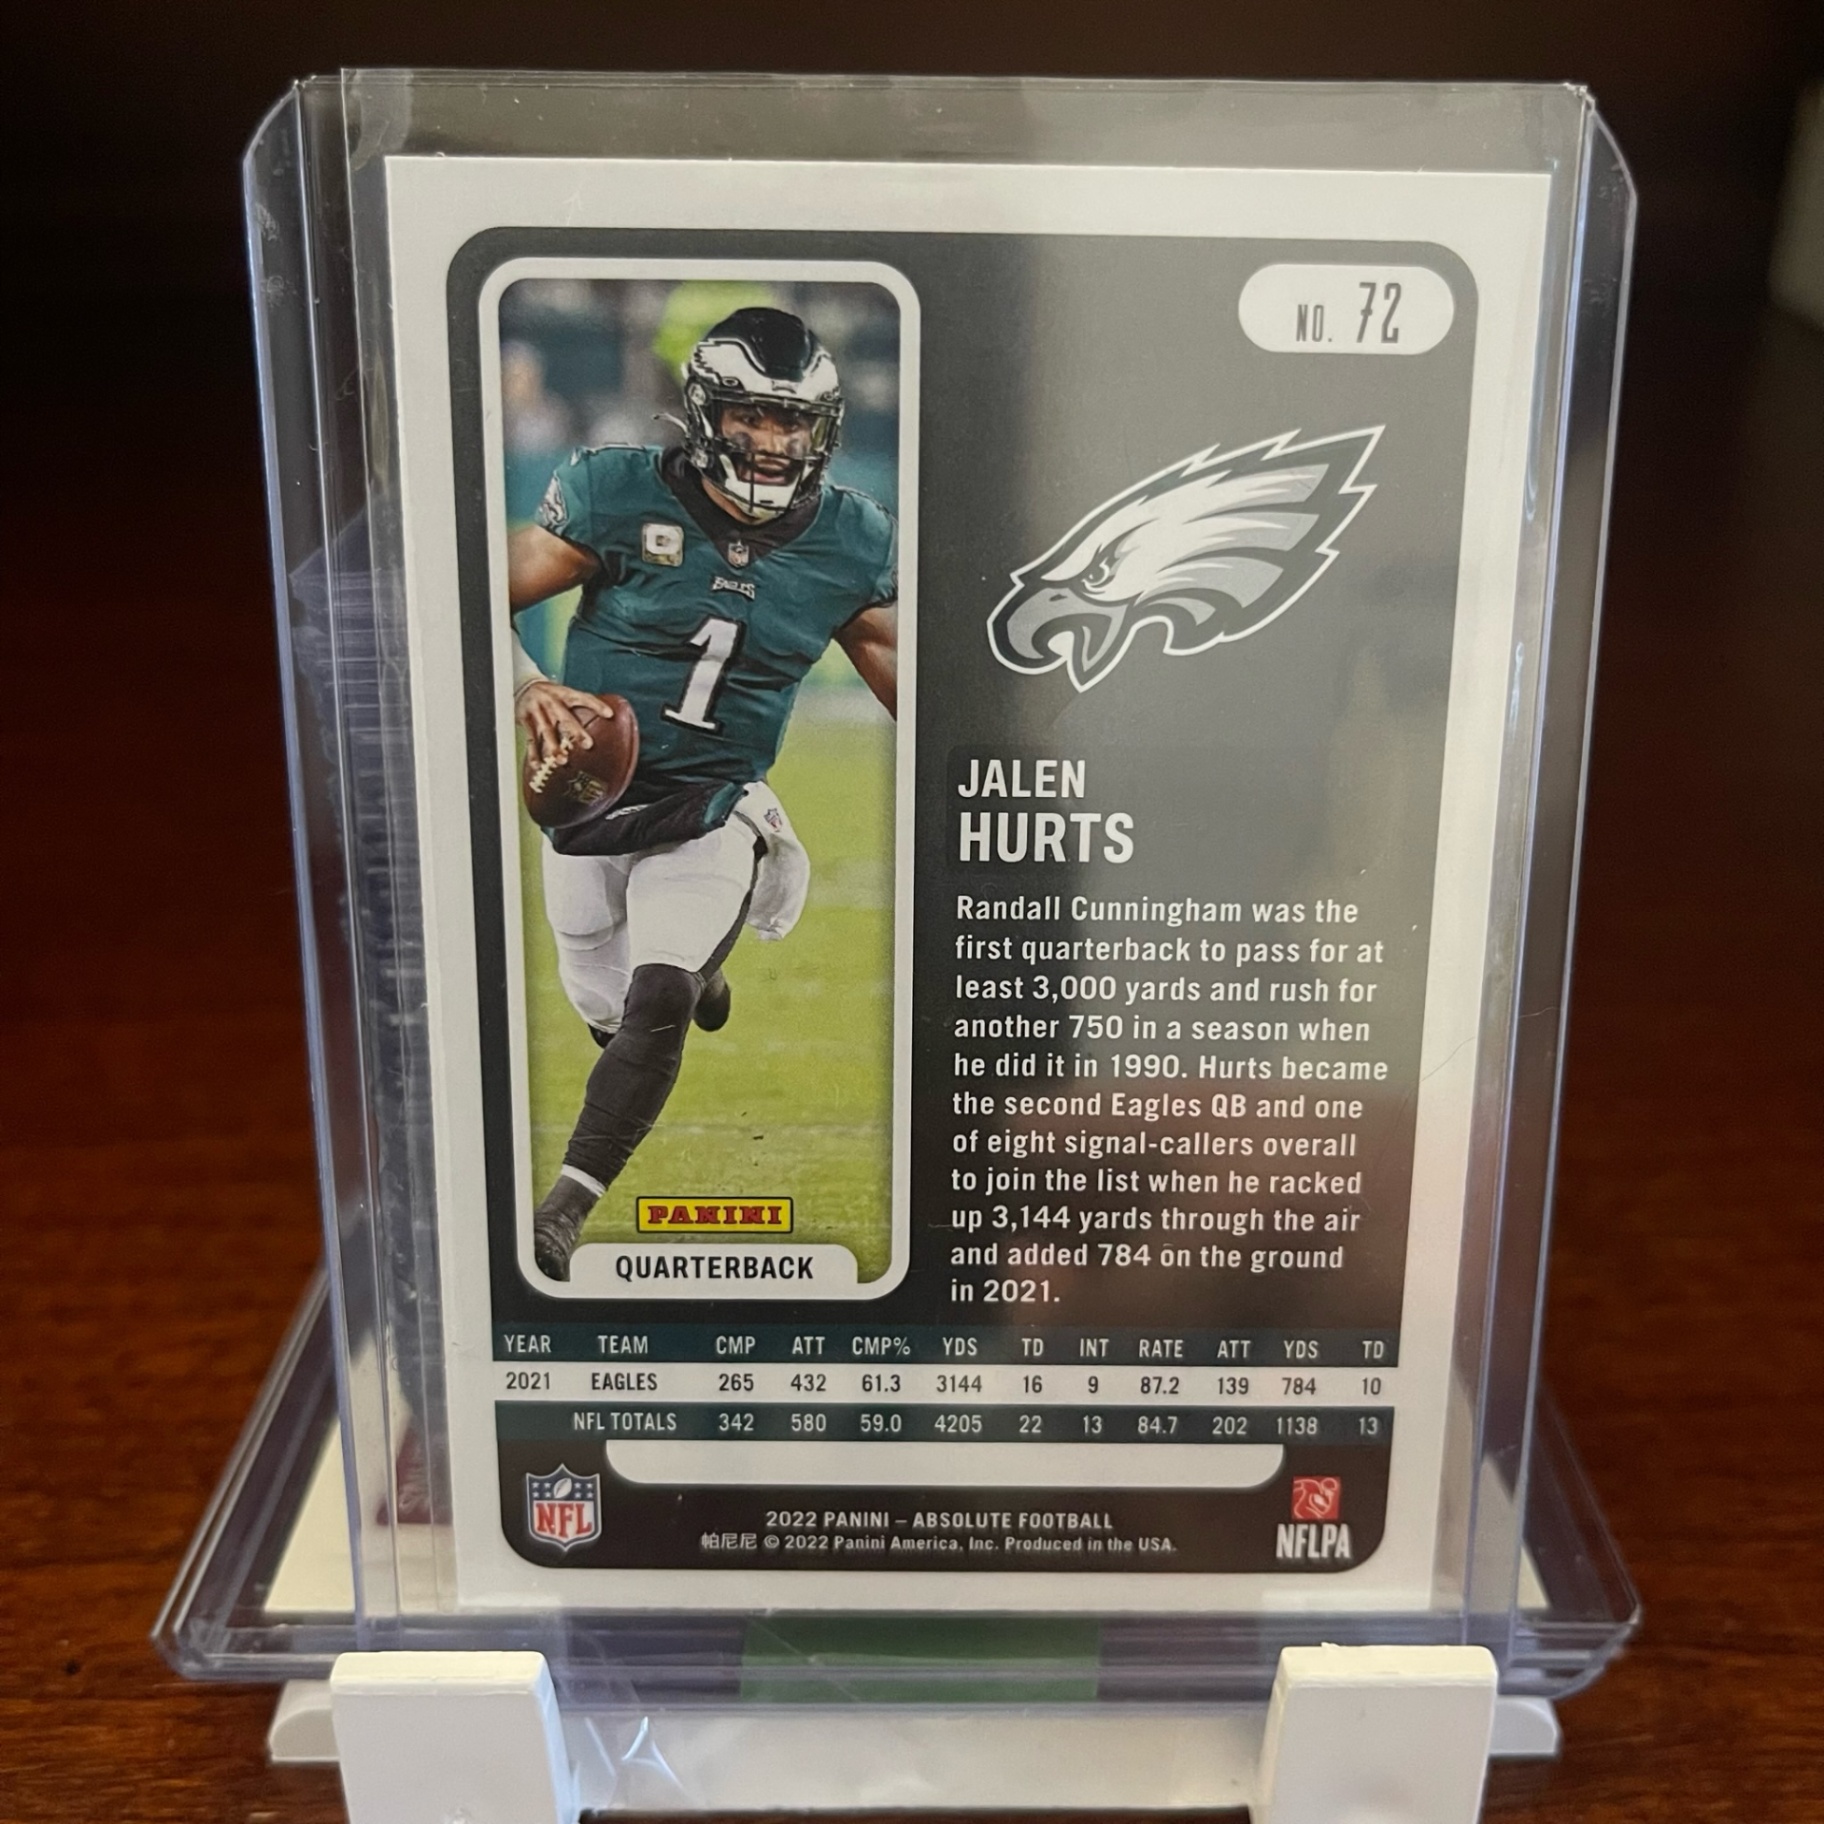 NO. 72
EAGLES
1
JALEN
HURTS
Randall Cunningham was the
first quarterback to pass for at
least 3,000 yards and rush for
another 750 in a season when
he did it in 1990. Hurts became
the second Eagles QB and one
of eight signal-callers overall
to join the list when he racked
up 3,144 yards through the air
and added 784 on the ground
in 2021.
PANINI
QUARTERBACK
YEAR TEAM CMP ATT CMP% YDS TD INT RATE ATT YDS TD
2021 EAGLES 265 432 61.3 3144 16 9 87.2 139 784 10
NFL TOTALS 342 580 59.0 4205 22 13 84.7 202 1138 13
NFL
2022 PANINI – ABSOLUTE FOOTBALL
帕尼尼 © 2022 Panini America, Inc. Produced in the USA.
NFLPA